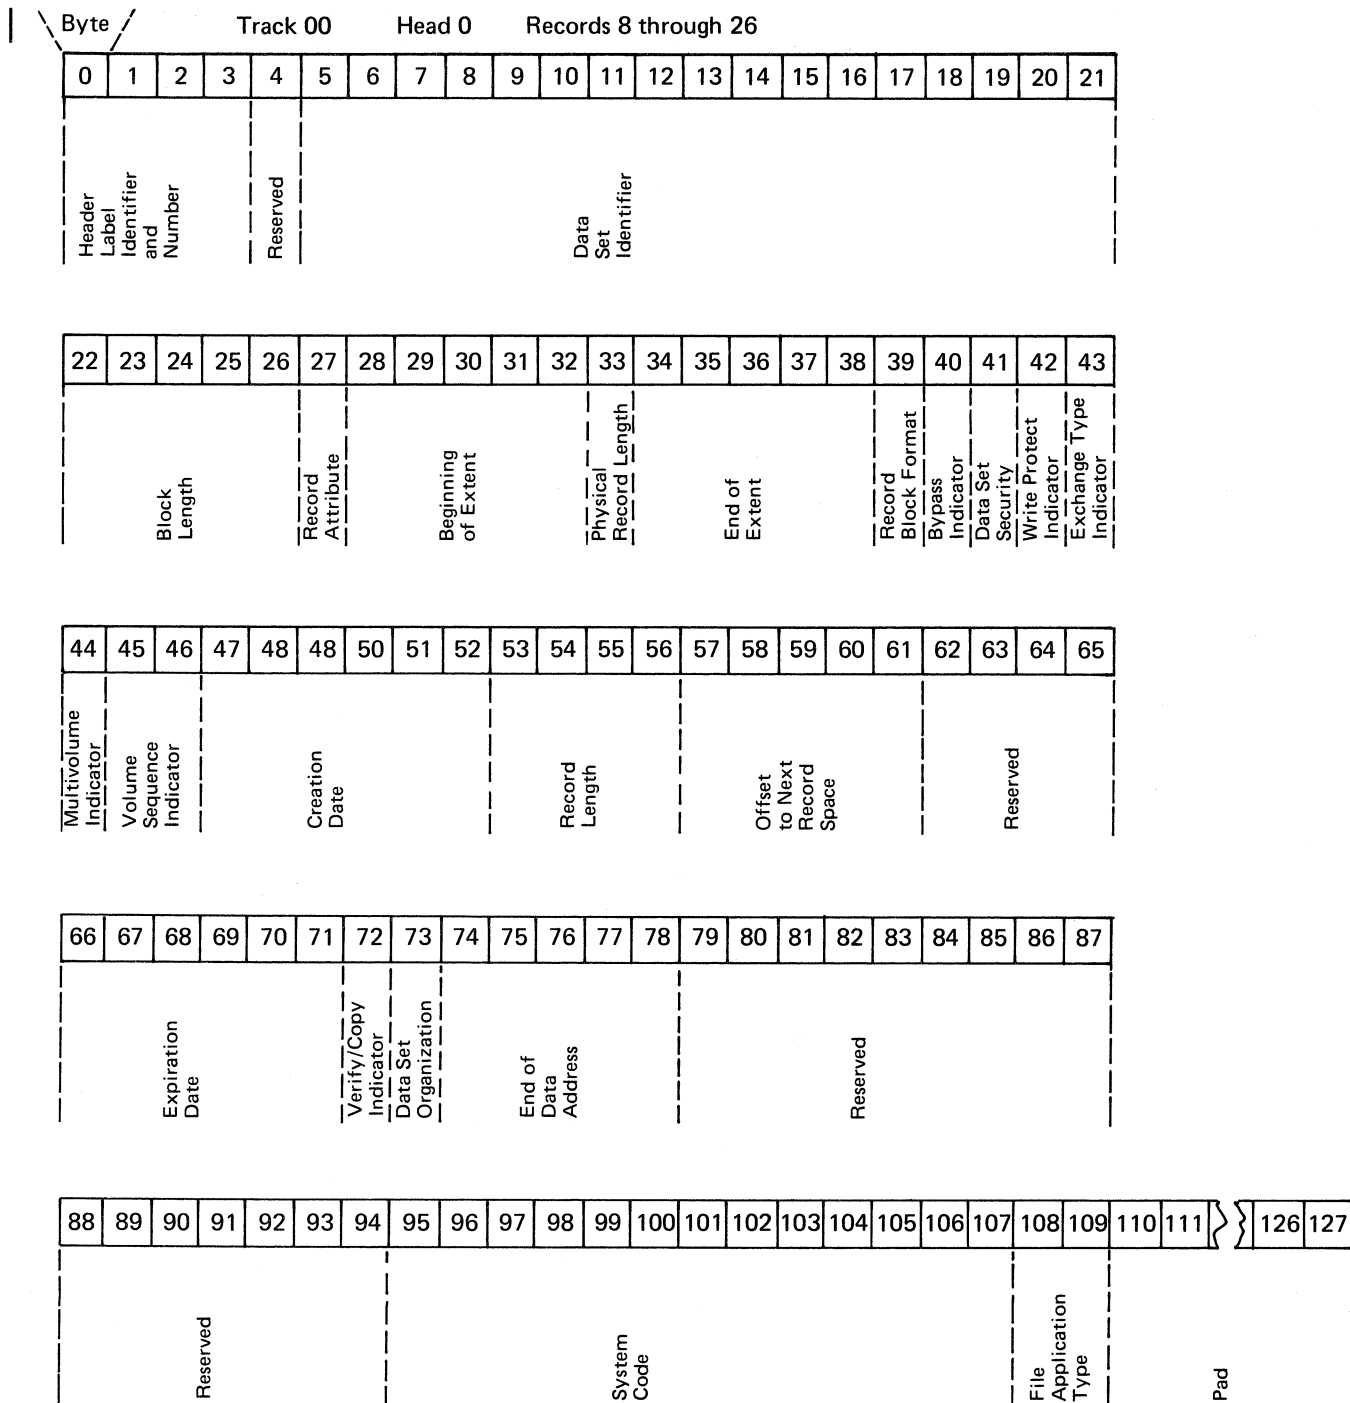 Byte Track 00 Head 0 Records 8 through 26
0 1 2 3 4 5 6 7 8 9 10 11 12 13 14 15 16 17 18 19 20 21
Header
Label
Identifier
and
Number
Reserved
Data
Set
Identifier
22 23 24 25 26 27 28 29 30 31 32 33 34 35 36 37 38 39 40 41 42 43
Block
Length
Record
Attribute
Beginning
of Extent
Physical
Record Length
End of
Extent
Record
Block Format
Bypass
Indicator
Data Set
Security
Write Protect
Indicator
Exchange Type
Indicator
44 45 46 47 48 48 50 51 52 53 54 55 56 57 58 59 60 61 62 63 64 65
Multivolume
Indicator
Volume
Sequence
Indicator
Creation
Date
Record
Length
Offset
to Next
Record
Space
Reserved
66 67 68 69 70 71 72 73 74 75 76 77 78 79 80 81 82 83 84 85 86 87
Expiration
Date
Verify/Copy
Indicator
Data Set
Organization
End of
Data
Address
Reserved
88 89 90 91 92 93 94 95 96 97 98 99 100 101 102 103 104 105 106 107 108 109 110 111 126 127
Reserved
System
Code
File
Application
Type
Pad